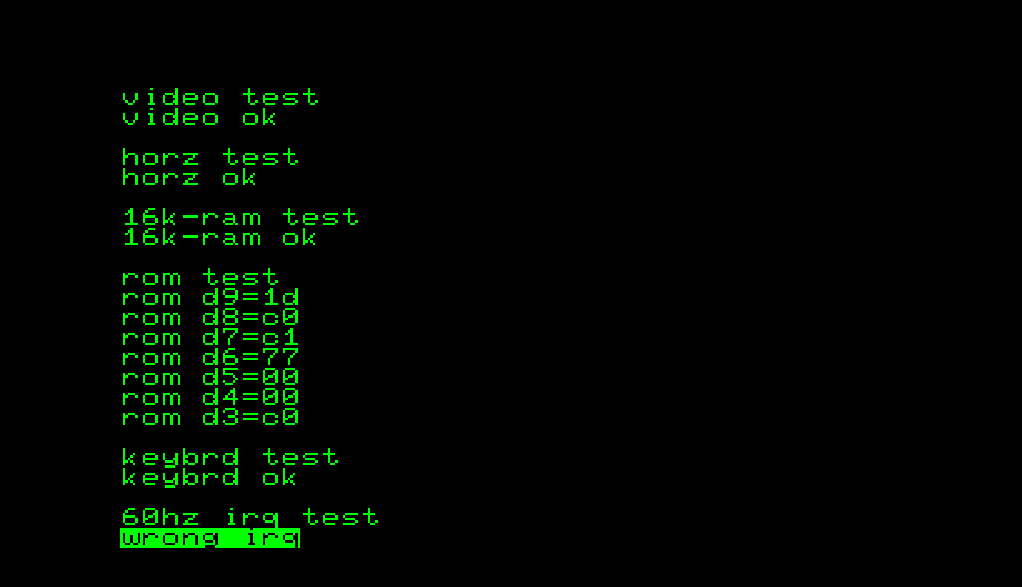 video test
video ok
horz test
horz ok
16k-ram test
16k-ram ok
rom test
rom d9=1d
rom d8=c0
rom d7=c1
rom d6=77
rom d5=00
rom d4=00
rom d3=c0
keybrd test
keybrd ok
60hz irq test
wrong irq